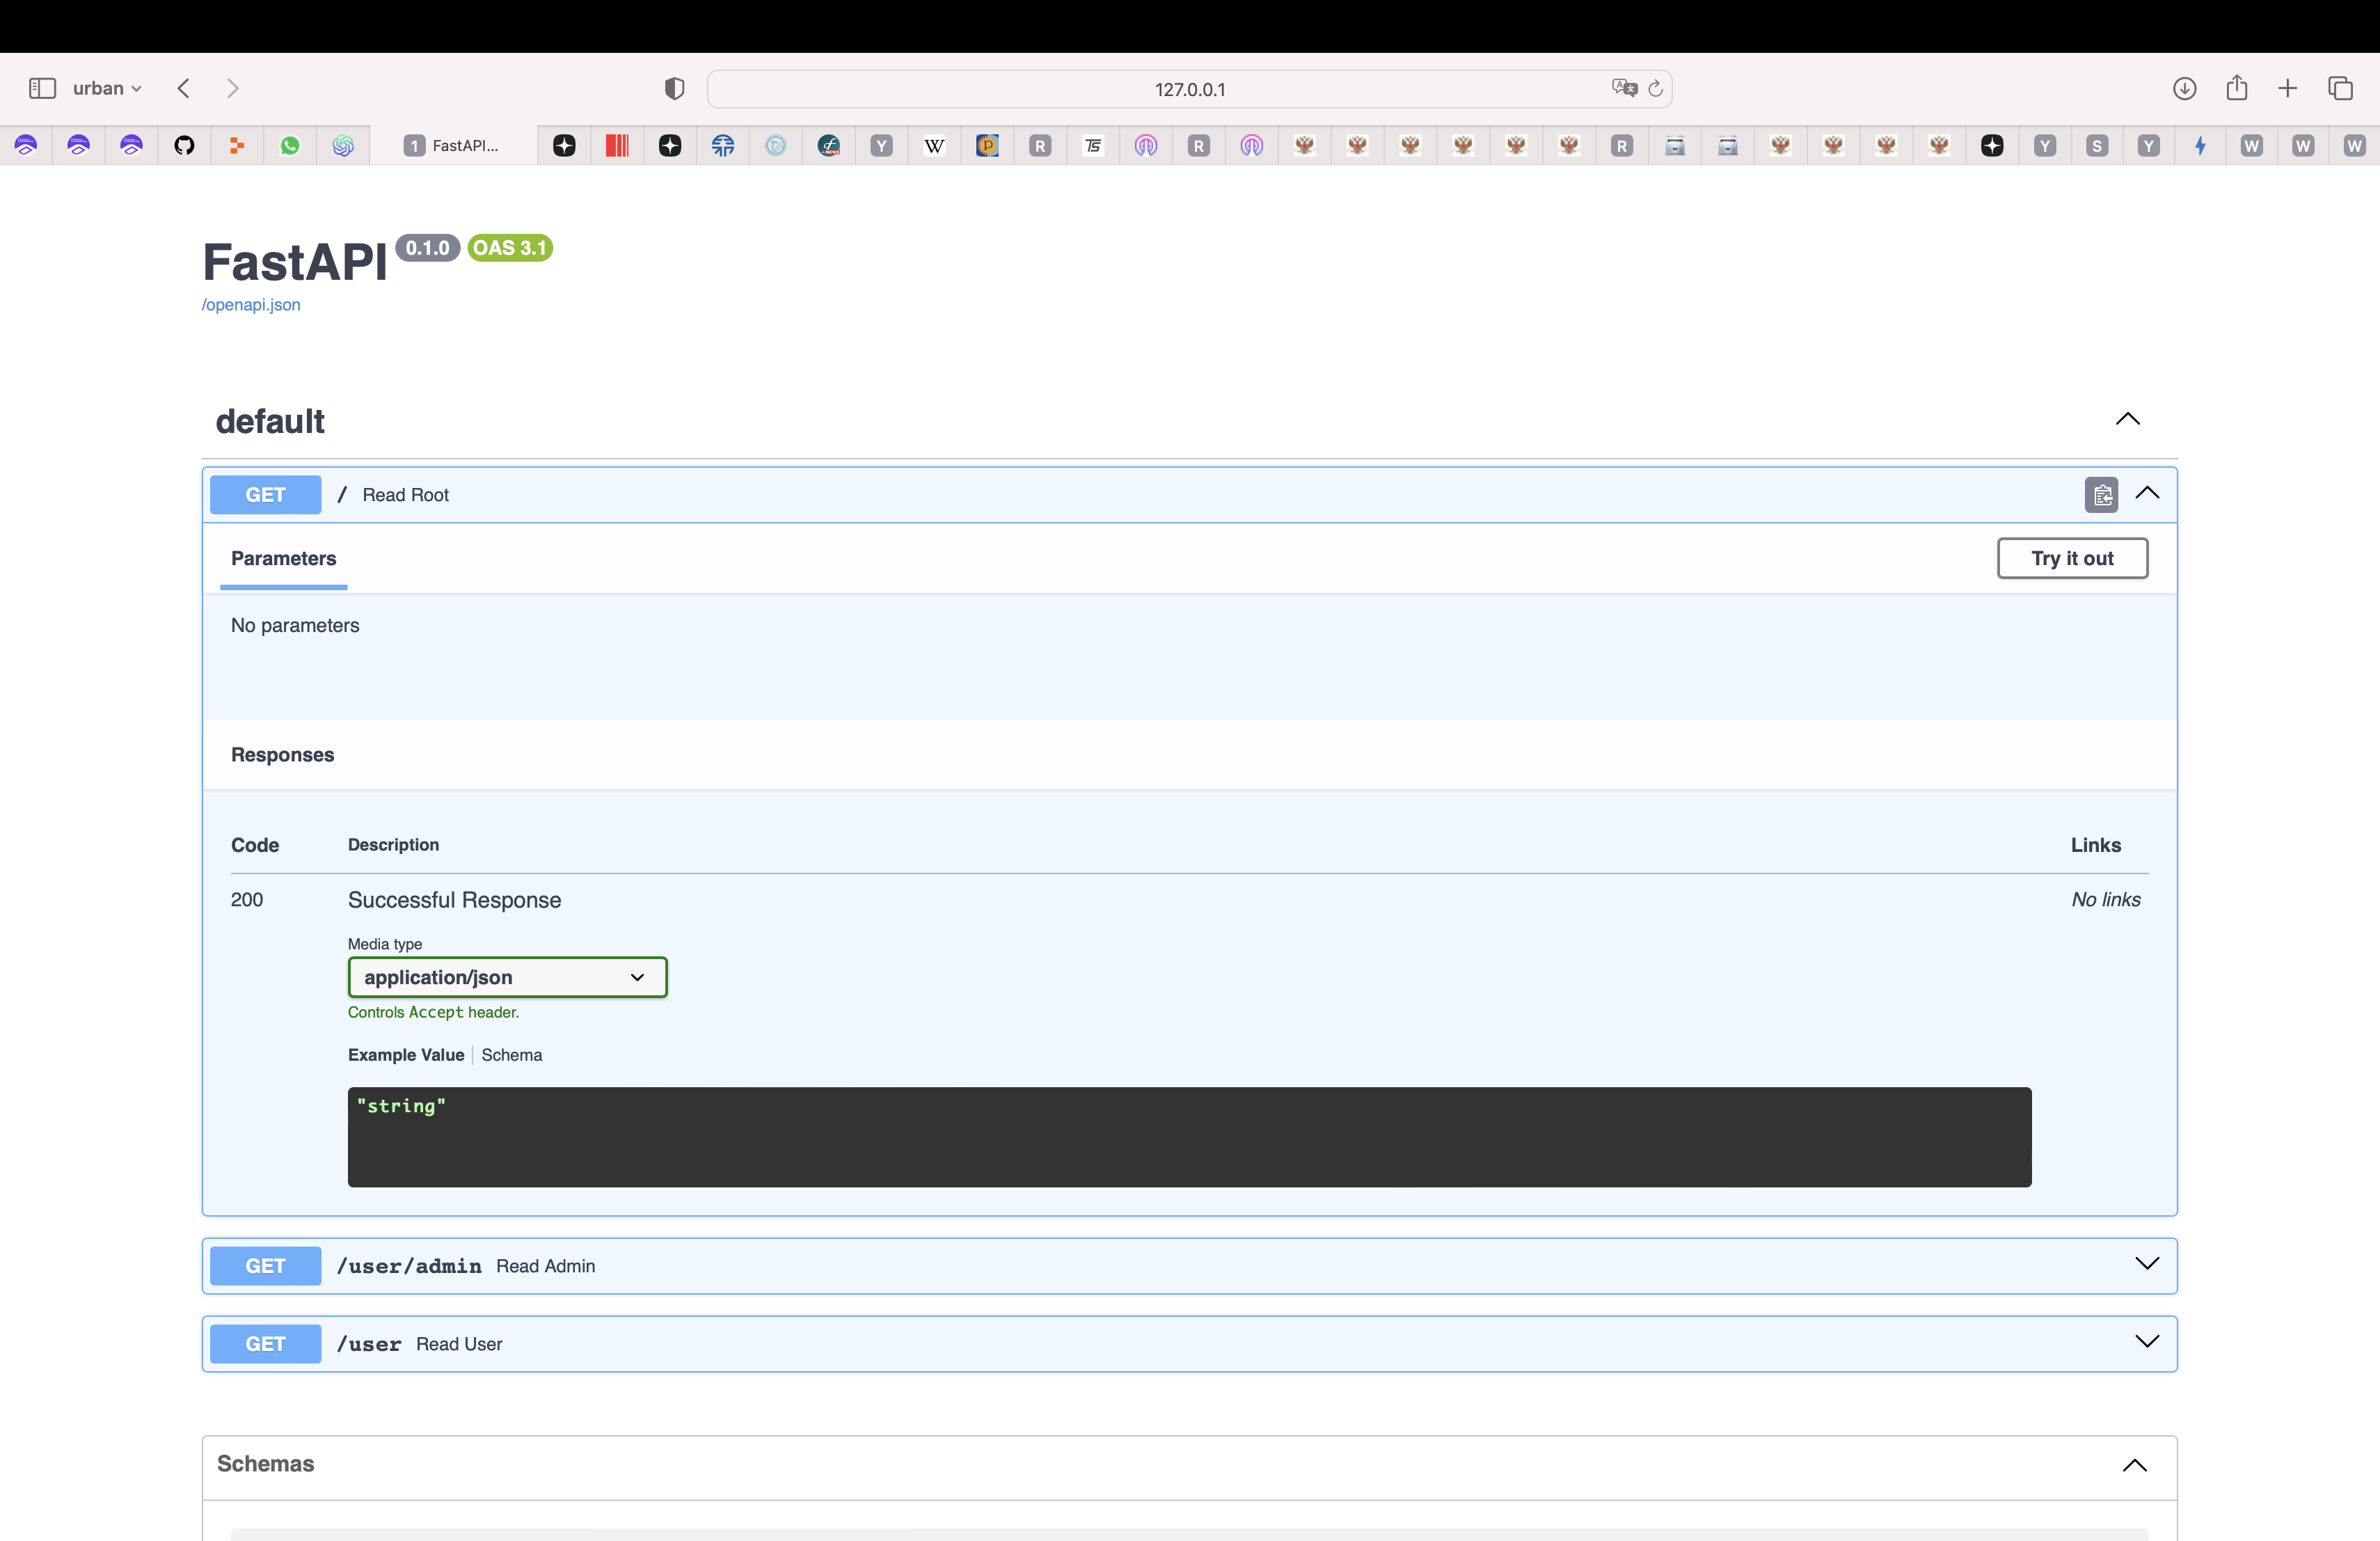 urban
127.0.0.1
1 FastAPI...
Y
W
P
R
TS
R
R
Y
S
Y
W
W
W
FastAPI 0.1.0 OAS 3.1
/openapi.json
default
GET / Read Root
Parameters
Try it out
No parameters
Responses
Code Description Links
200 Successful Response No links
Media type
application/json
Controls Accept header.
Example Value Schema
"string"
GET /user/admin Read Admin
GET /user Read User
Schemas